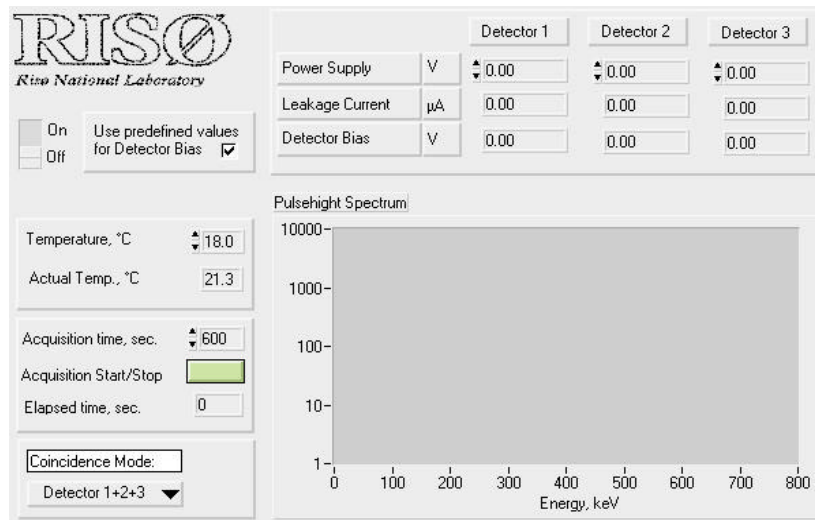 RISØ
Risø National Laboratory
On
Off
Use predefined values
for Detector Bias
Detector 1 Detector 2 Detector 3
Power Supply V 0.00 0.00 0.00
Leakage Current µA 0.00 0.00 0.00
Detector Bias V 0.00 0.00 0.00
Temperature, °C 18.0
Actual Temp., °C 21.3
Acquisition time, sec. 600
Acquisition Start/Stop
Elapsed time, sec. 0
Coincidence Mode:
Detector 1+2+3
Pulsehight Spectrum
10000
1000
100
10
1
0 100 200 300 400 500 600 700 800
Energy, keV